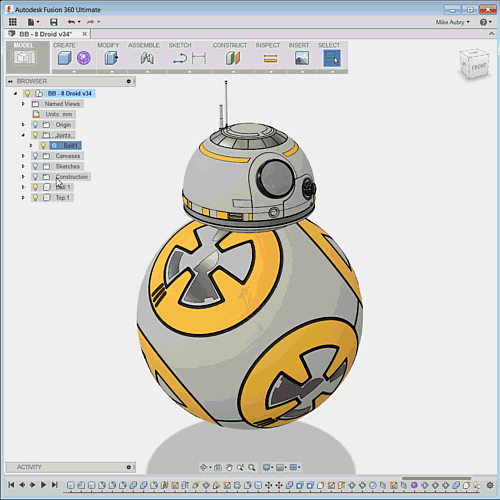 Autodesk Fusion 360 Ultimate
Mike Aubry
BB - 8 Droid v34*
MODEL
CREATE
MODIFY
ASSEMBLE
SKETCH
CONSTRUCT
INSPECT
INSERT
SELECT
FRONT
BROWSER
BB - 8 Droid v34
Named Views
Units: mm
Origin
Joints
Ball1
Canvases
Sketches
Construction
Ball:1
Top:1
ACTIVITY